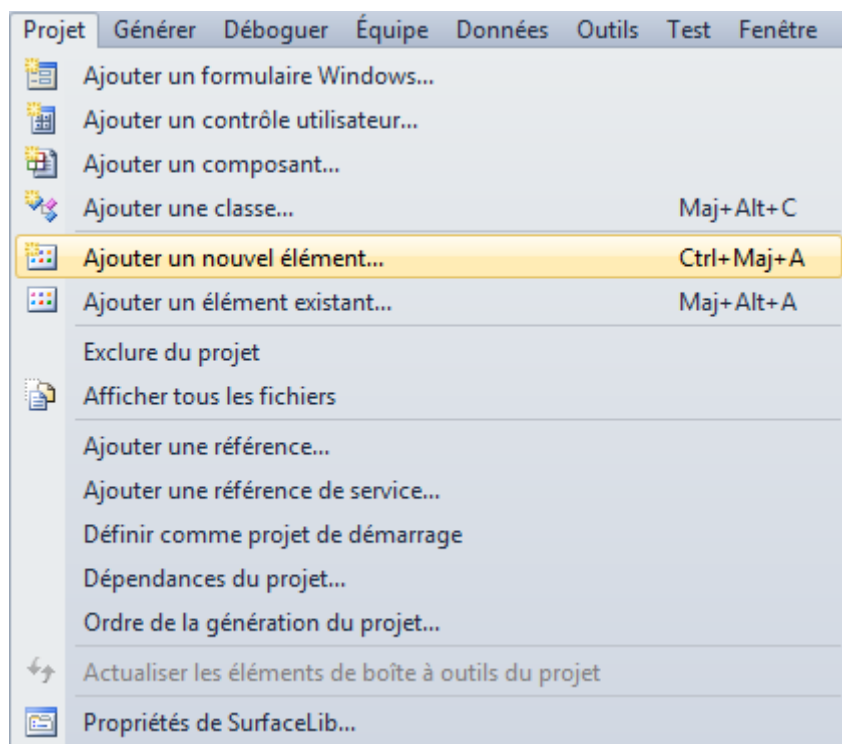 Projet Générer Déboguer Équipe Données Outils Test Fenêtre
Ajouter un formulaire Windows...
Ajouter un contrôle utilisateur...
Ajouter un composant...
Ajouter une classe... Maj+Alt+C
Ajouter un nouvel élément... Ctrl+Maj+A
Ajouter un élément existant... Maj+Alt+A
Exclure du projet
Afficher tous les fichiers
Ajouter une référence...
Ajouter une référence de service...
Définir comme projet de démarrage
Dépendances du projet...
Ordre de la génération du projet...
Actualiser les éléments de boîte à outils du projet
Propriétés de SurfaceLib...